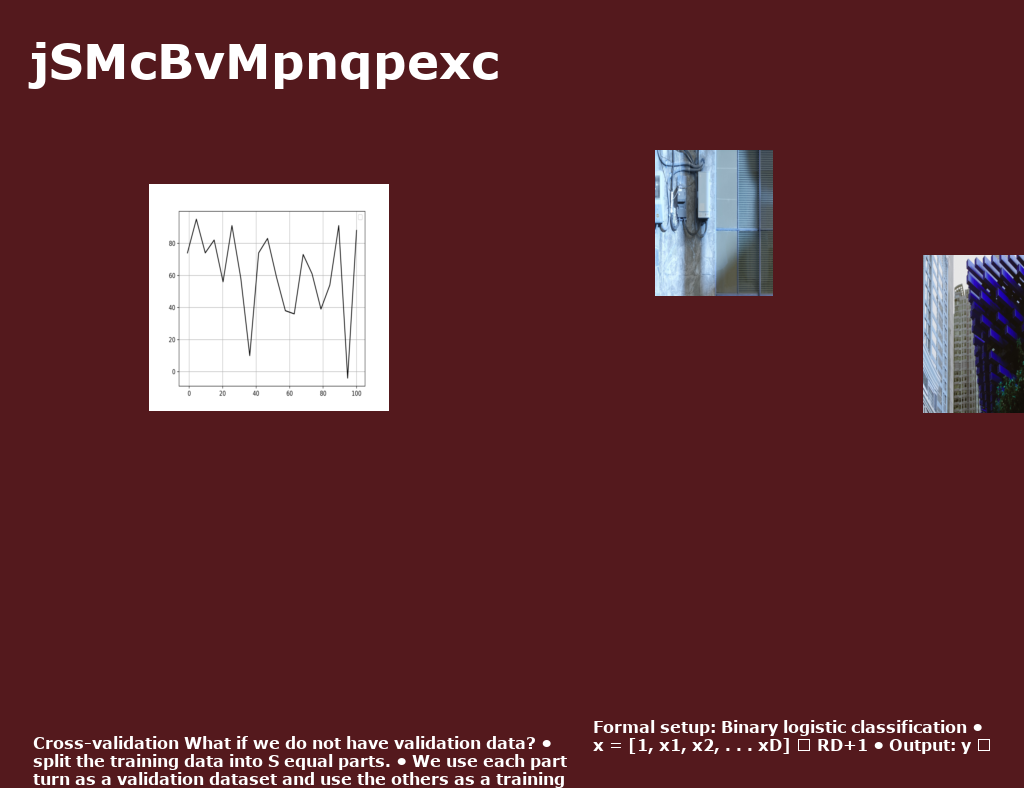 jSMcBvMpnqpexc
80
60
40
20
0
0 20 40 60 80 100
Cross-validation What if we do not have validation data? •
split the training data into S equal parts. • We use each part
turn as a validation dataset and use the others as a training
Formal setup: Binary logistic classification •
x = [1, x1, x2, . . . xD] □ RD+1 • Output: y □